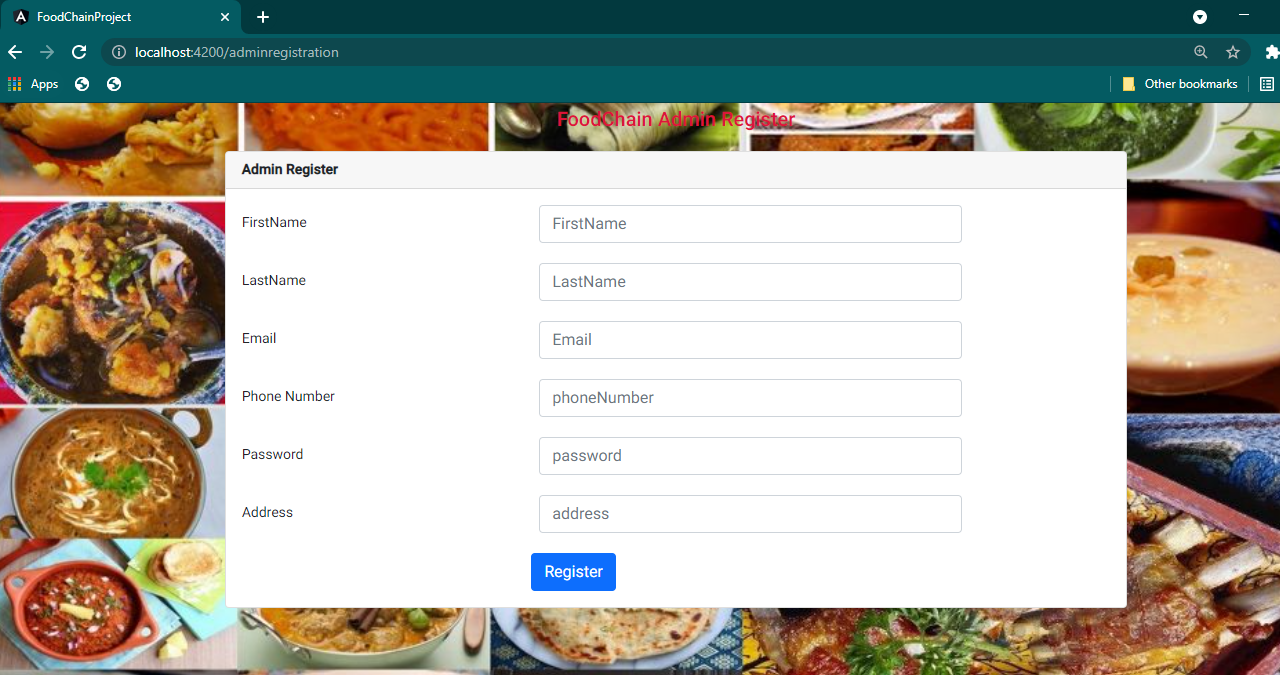 FoodChainProject
localhost:4200/adminregistration
Apps
Other bookmarks
FoodChain Admin Register
Admin Register
FirstName FirstName
LastName LastName
Email Email
Phone Number phoneNumber
Password password
Address address
Register